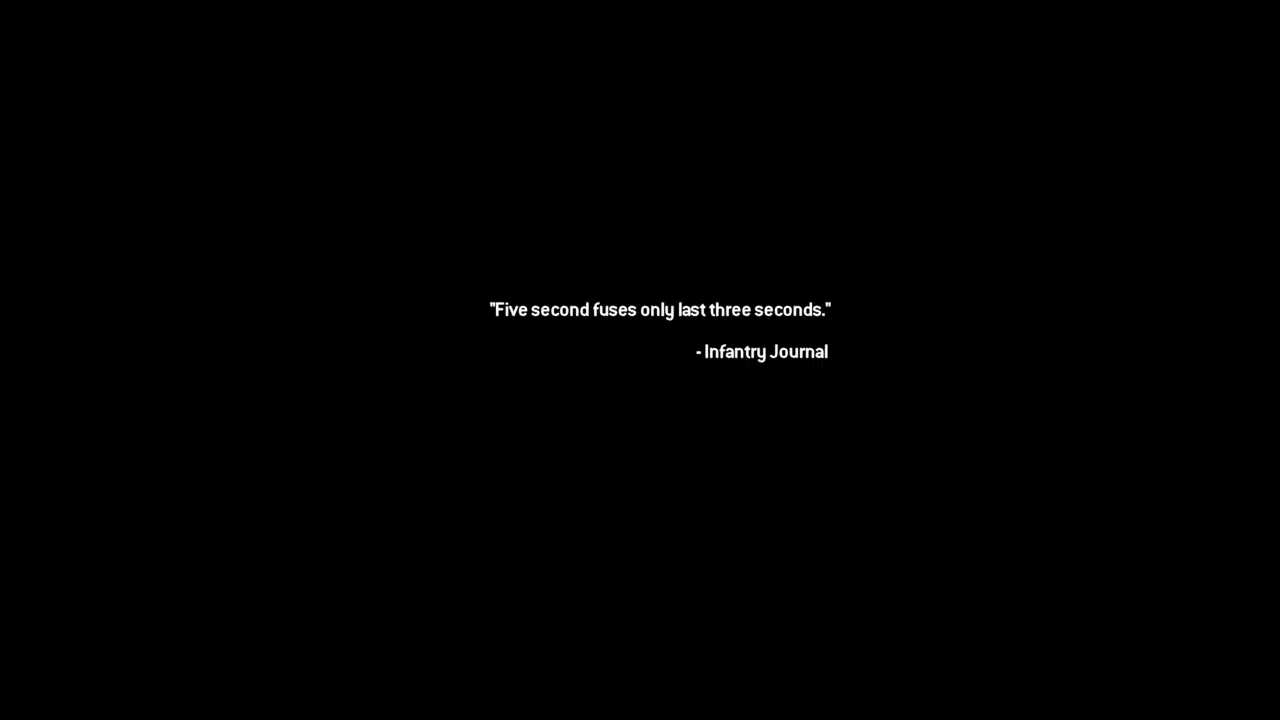 "Five second fuses only last three seconds."
- Infantry Journal